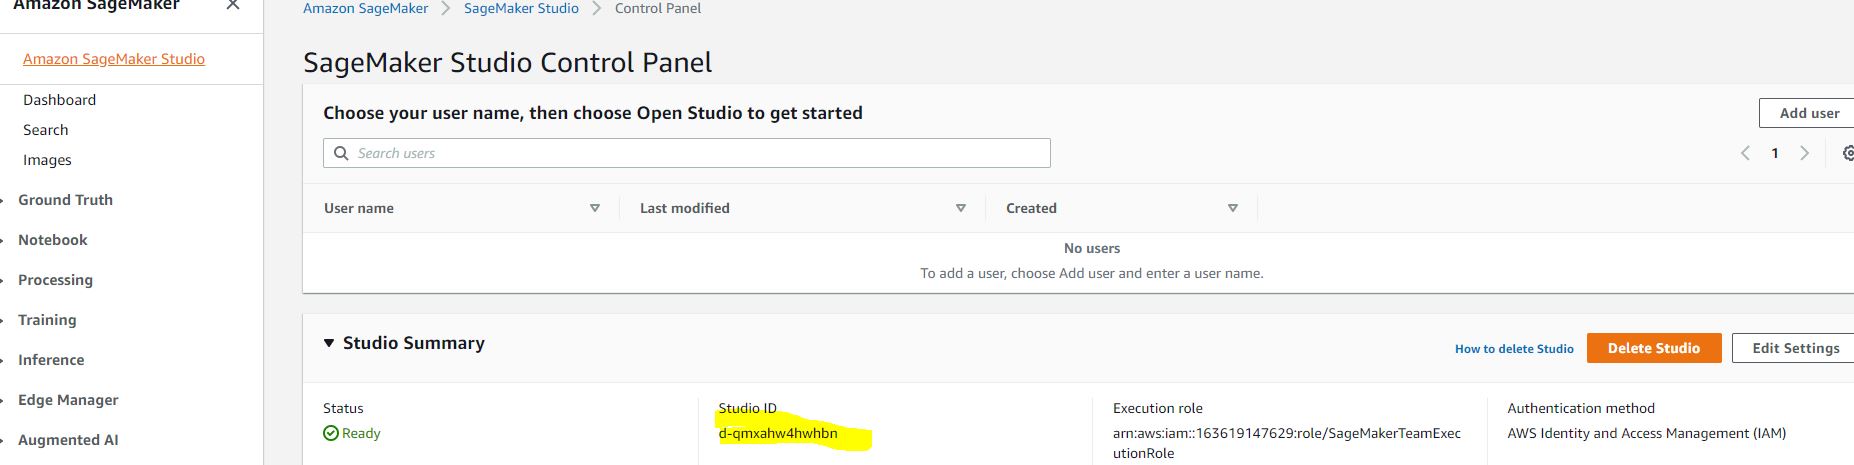 Amazon SageMaker
Amazon SageMaker Studio
Dashboard
Search
Images
Ground Truth
Notebook
Processing
Training
Inference
Edge Manager
Augmented AI
Amazon SageMaker > SageMaker Studio > Control Panel
SageMaker Studio Control Panel
Choose your user name, then choose Open Studio to get started
Add user
Search users
1
User name Last modified Created
No users
To add a user, choose Add user and enter a user name.
Studio Summary
How to delete Studio
Delete Studio
Edit Settings
Status
Ready
Studio ID
d-qmxahw4hwhbn
Execution role
arn:aws:iam::163619147629:role/SageMakerTeamExec
utionRole
Authentication method
AWS Identity and Access Management (IAM)